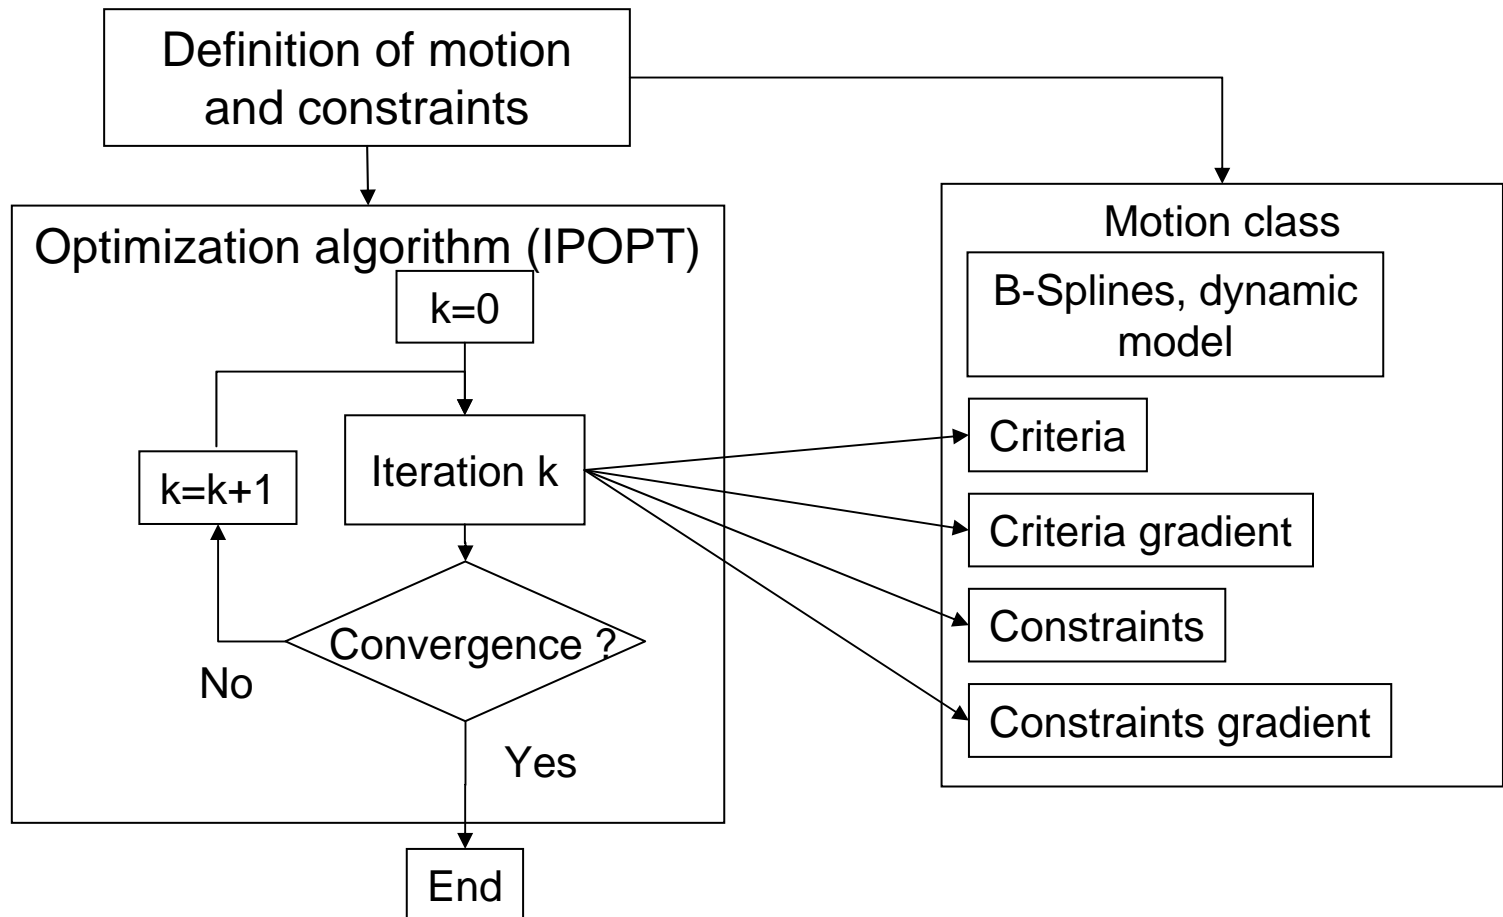 Definition of motion
and constraints
Optimization algorithm (IPOPT)
k=0
k=k+1
Iteration k
Convergence ?
No
Yes
End
Motion class
B-Splines, dynamic
model
Criteria
Criteria gradient
Constraints
Constraints gradient